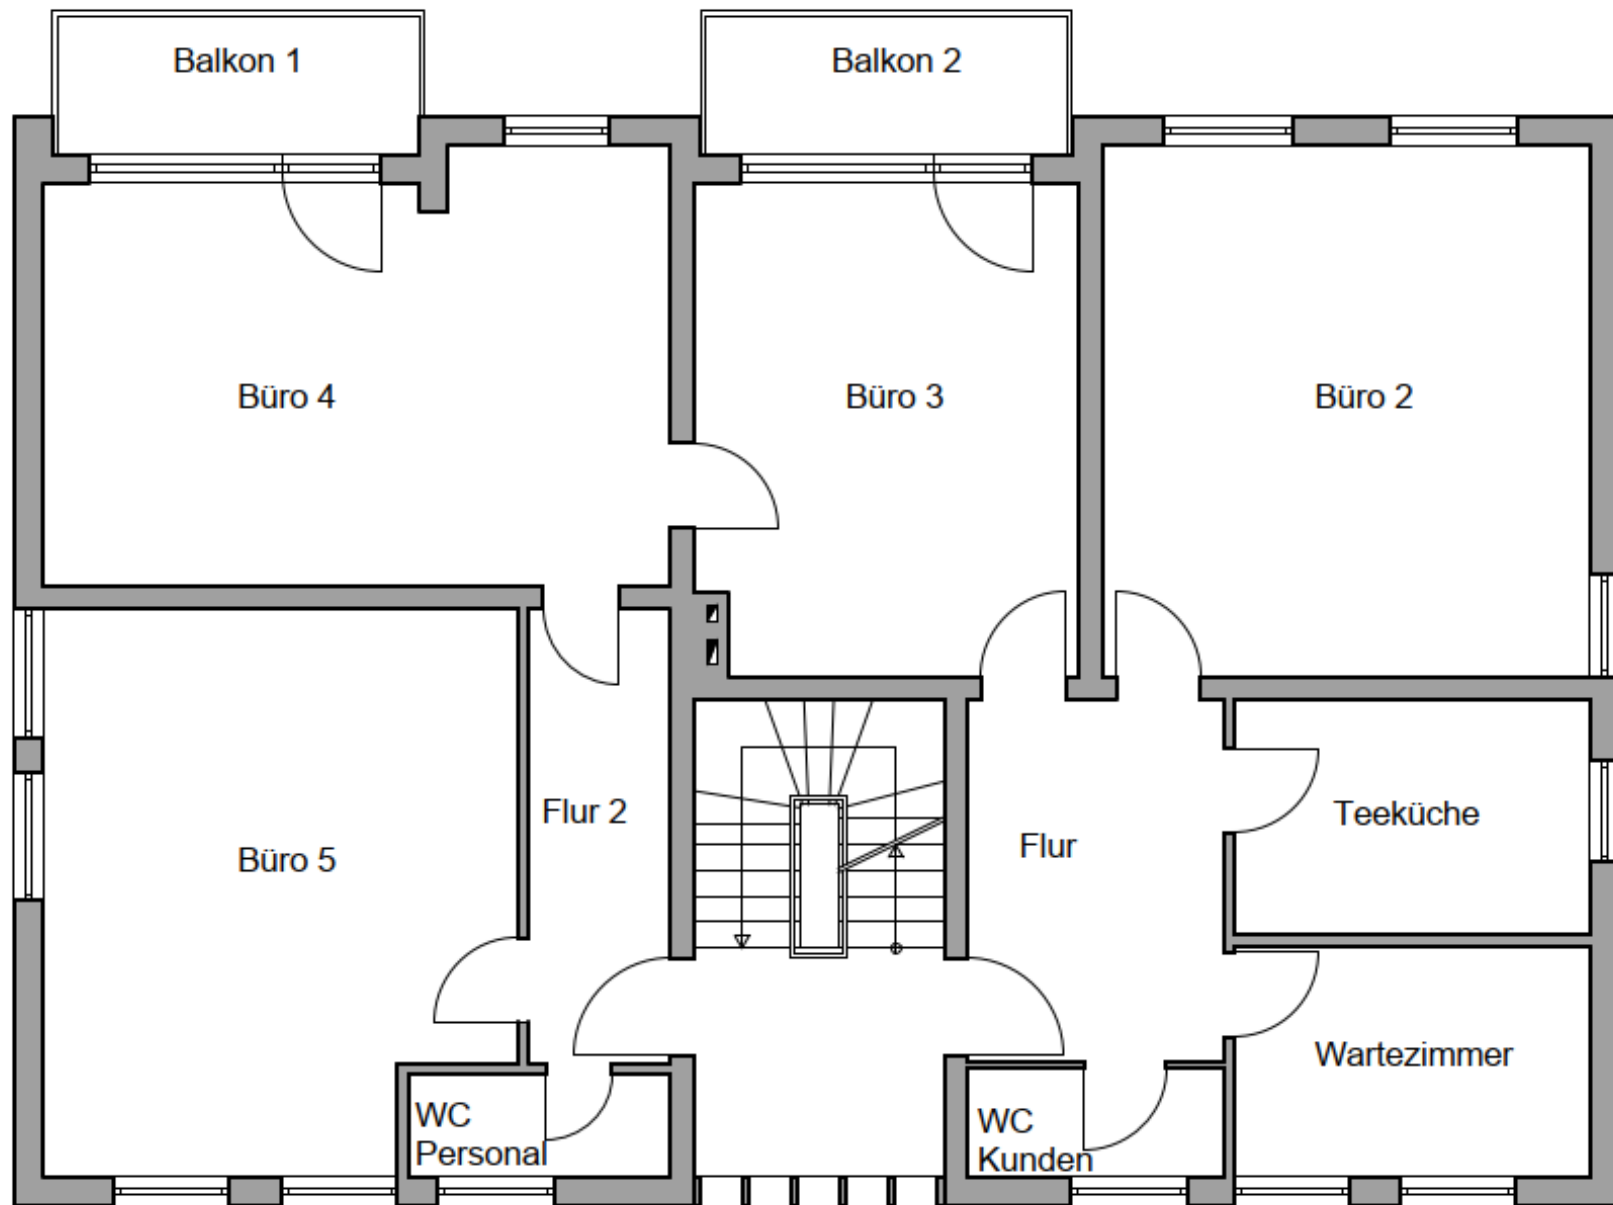 Balkon 1
Balkon 2
Büro 4
Büro 3
Büro 2
Flur 2
Teeküche
Flur
Büro 5
Wartezimmer
WC
Personal
WC
Kunden